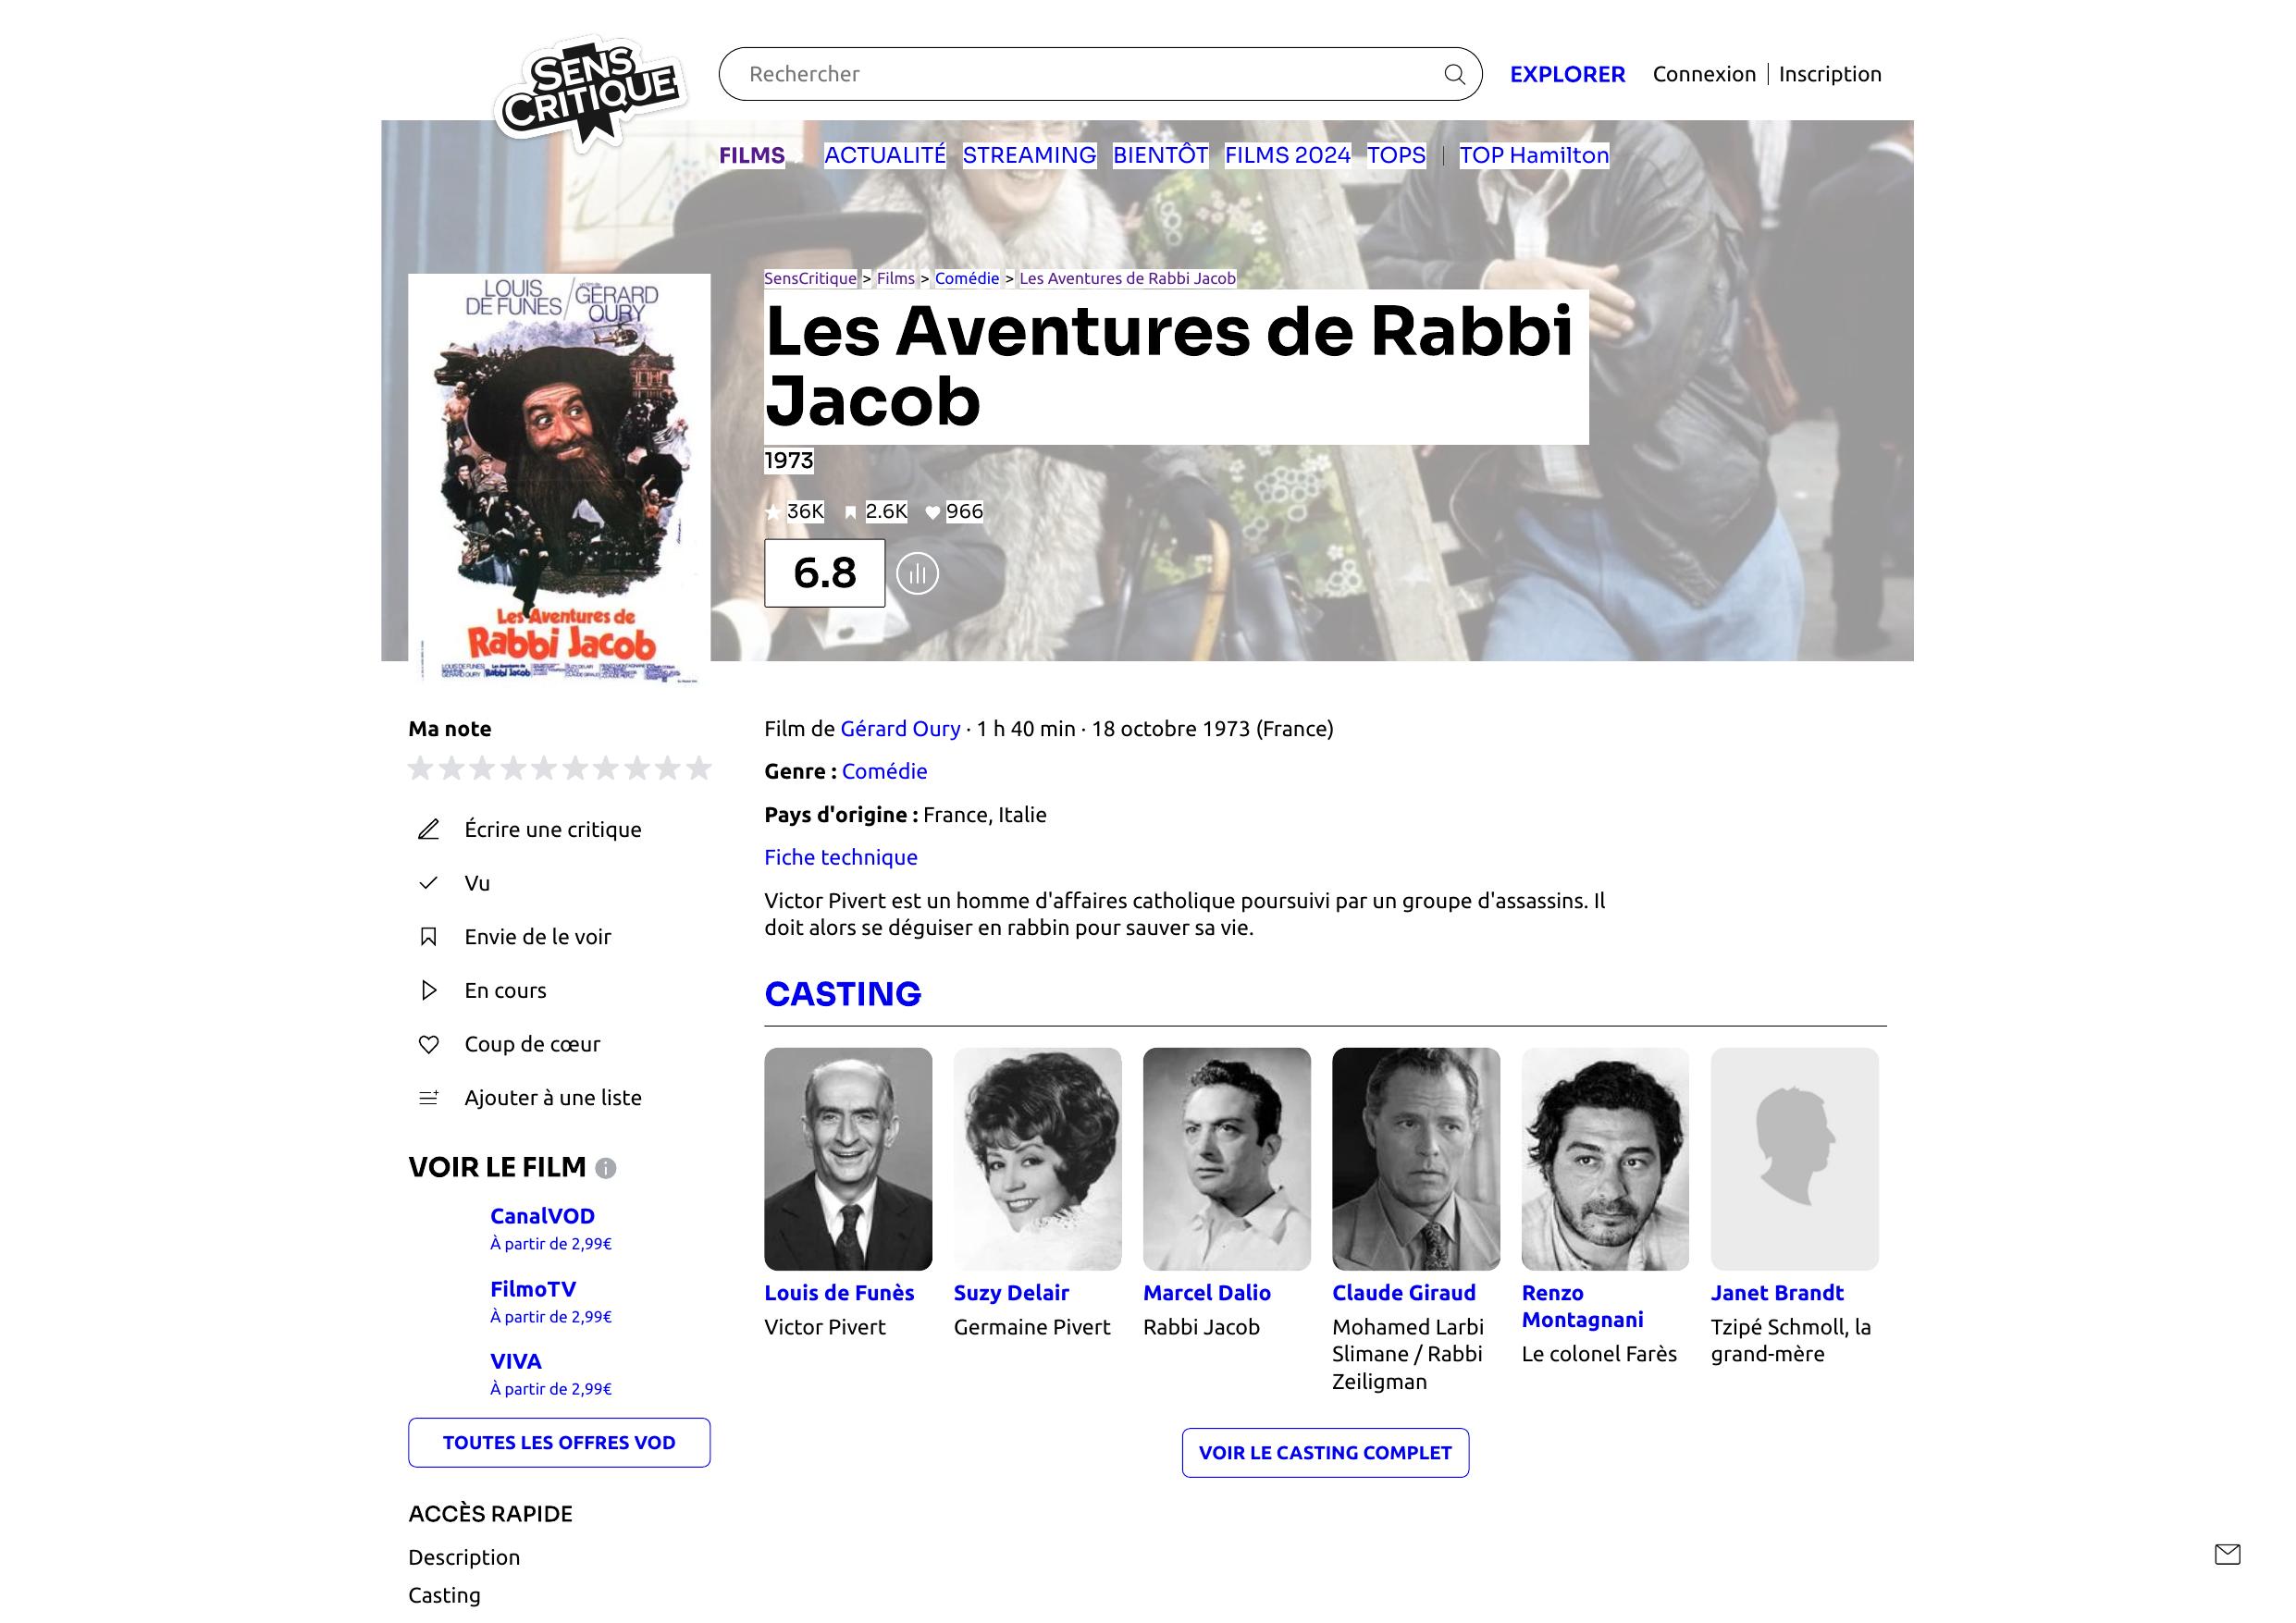 SENS
CRITIQUE
Rechercher
EXPLORER
Connexion
Inscription
FILMS ACTUALITÉ STREAMING BIENTÔT FILMS 2024 TOPS | TOP Hamilton
SensCritique > Films > Comédie > Les Aventures de Rabbi Jacob
LOUIS DE FUNES / GERARD OURY
Les Aventures de
Rabbi Jacob
Les Aventures de Rabbi
Jacob
1973
36K 2.6K 966
6.8
Ma note
Écrire une critique
Vu
Envie de le voir
En cours
Coup de cœur
Ajouter à une liste
VOIR LE FILM
CanalVOD
À partir de 2,99€
FilmoTV
À partir de 2,99€
VIVA
À partir de 2,99€
TOUTES LES OFFRES VOD
ACCÈS RAPIDE
Description
Casting
Film de Gérard Oury · 1 h 40 min · 18 octobre 1973 (France)
Genre : Comédie
Pays d'origine : France, Italie
Fiche technique
Victor Pivert est un homme d'affaires catholique poursuivi par un groupe d'assassins. Il
doit alors se déguiser en rabbin pour sauver sa vie.
CASTING
Louis de Funès
Victor Pivert
Suzy Delair
Germaine Pivert
Marcel Dalio
Rabbi Jacob
Claude Giraud
Mohamed Larbi
Slimane / Rabbi
Zeiligman
Renzo
Montagnani
Le colonel Farès
Janet Brandt
Tzipé Schmoll, la
grand-mère
VOIR LE CASTING COMPLET